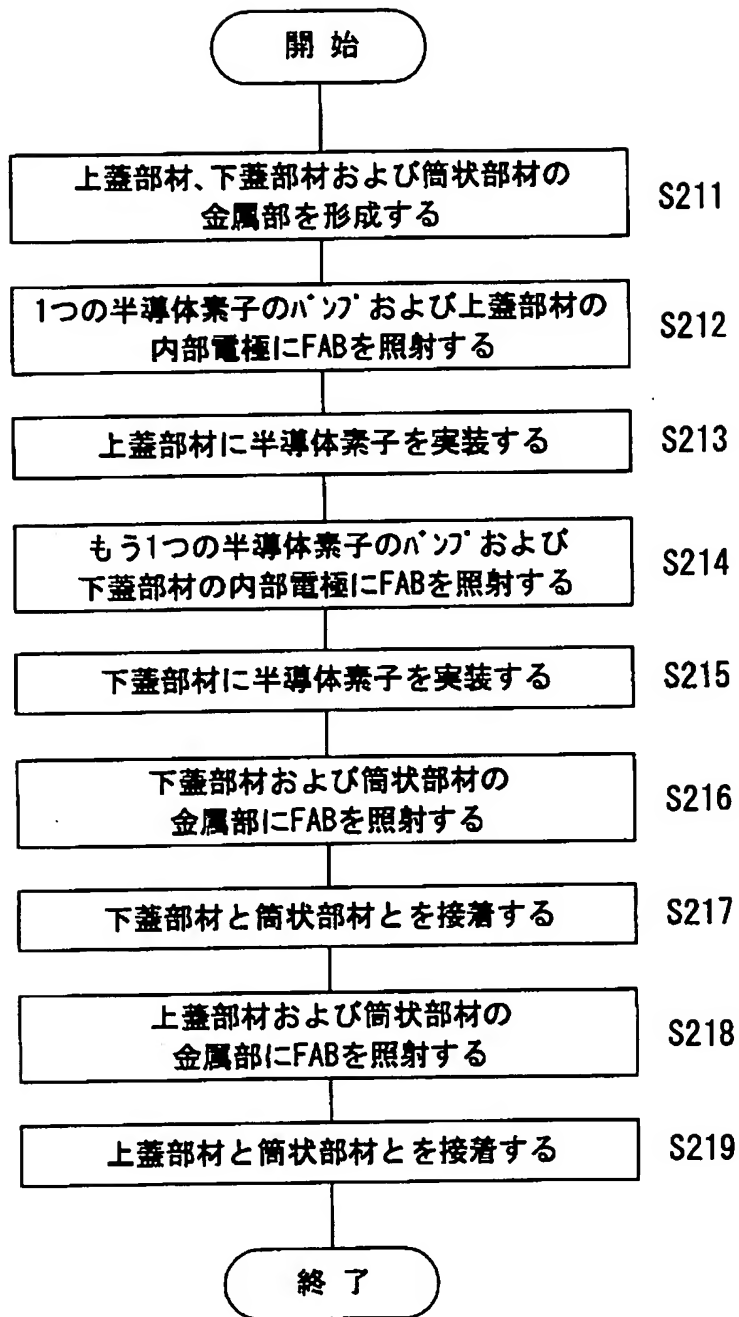 開 始
上蓋部材、下蓋部材および筒状部材の
金属部を形成する
S211
1つの半導体素子のバンプおよび上蓋部材の
内部電極にFABを照射する
S212
上蓋部材に半導体素子を実装する
S213
もう1つの半導体素子のバンプおよび
下蓋部材の内部電極にFABを照射する
S214
下蓋部材に半導体素子を実装する
S215
下蓋部材および筒状部材の
金属部にFABを照射する
S216
下蓋部材と筒状部材とを接着する
S217
上蓋部材および筒状部材の
金属部にFABを照射する
S218
上蓋部材と筒状部材とを接着する
S219
終 了